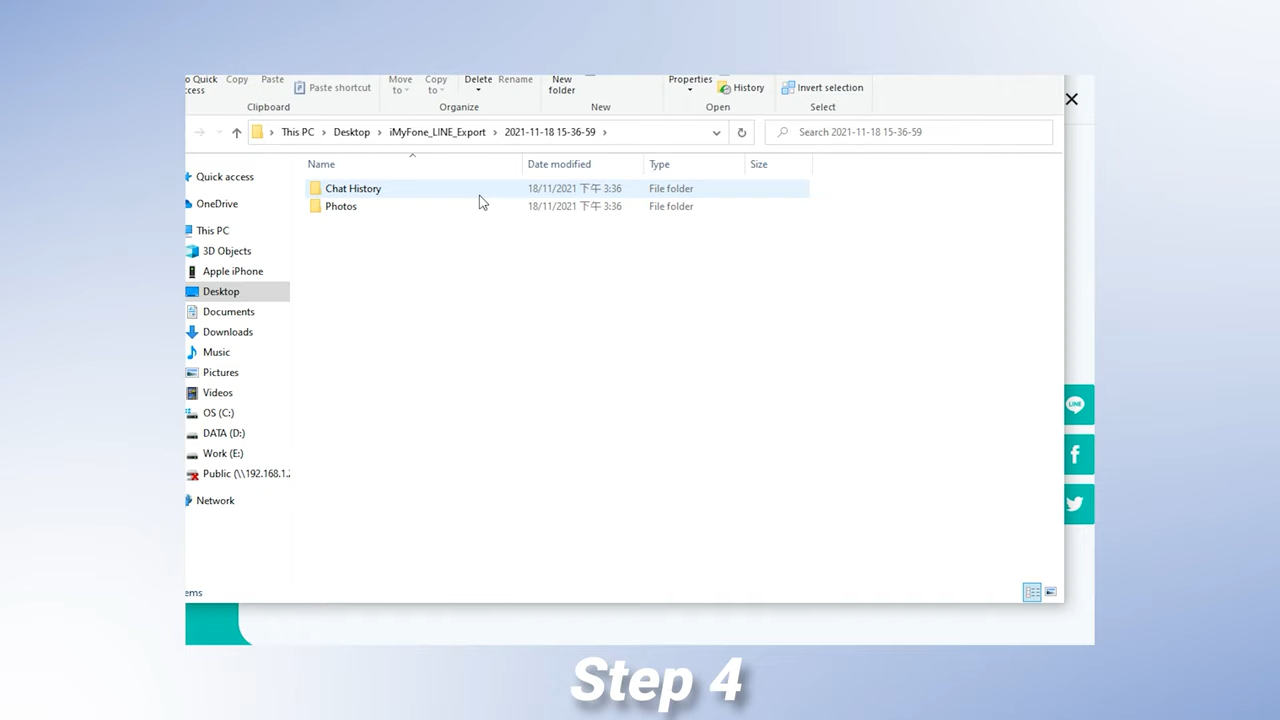 o Quick
ccess
Copy
Paste
Paste shortcut
Clipboard
Move
to
Copy
to
Delete
Rename
Organize
New
folder
New
Properties
History
Open
Invert selection
Select
This PC > Desktop > iMyFone_LINE_Export > 2021-11-18 15-36-59 >
Search 2021-11-18 15-36-59
Name Date modified Type Size
Chat History 18/11/2021 下午 3:36 File folder
Photos 18/11/2021 下午 3:36 File folder
Quick access
OneDrive
This PC
3D Objects
Apple iPhone
Desktop
Documents
Downloads
Music
Pictures
Videos
OS (C:)
DATA (D:)
Work (E:)
Public (\\192.168.1.
Network
ems
LINE
Step 4